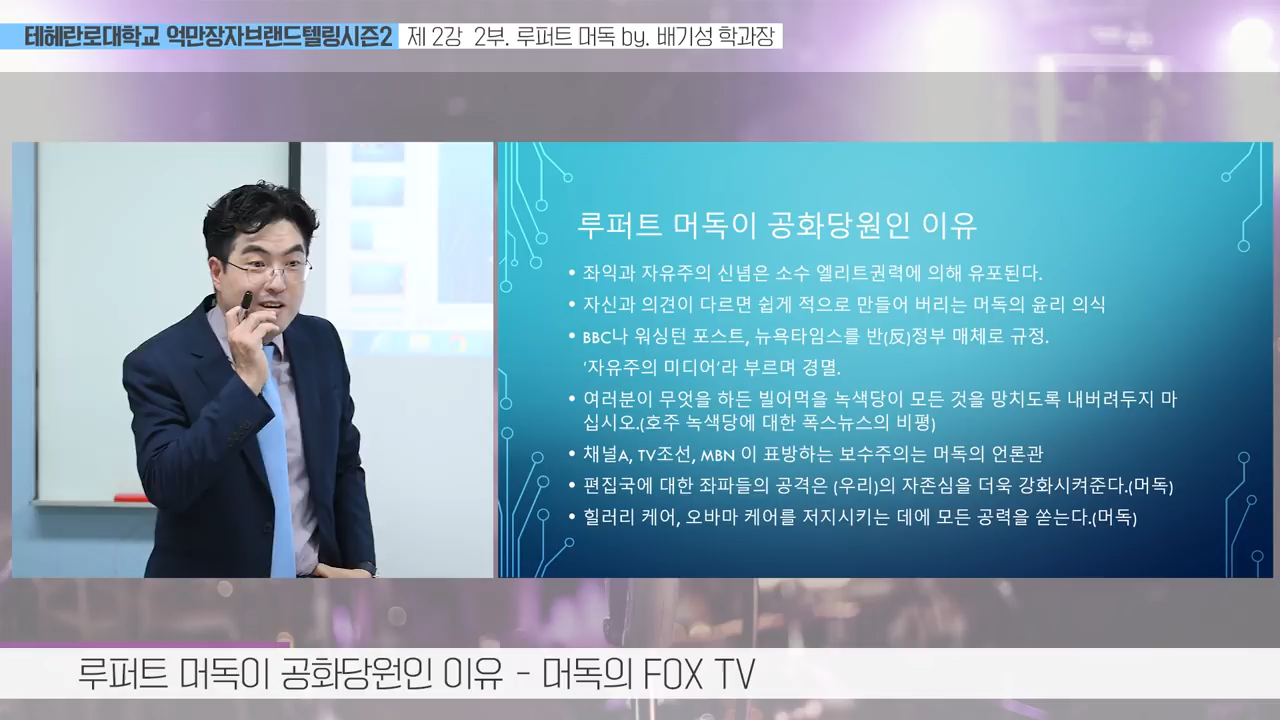 테헤란로대학교 억만장자브랜드텔링시즌2 제 2강 2부. 루퍼트 머독 by. 배기성 학과장
루퍼트 머독이 공화당원인 이유
• 좌익과 자유주의 신념은 소수 엘리트권력에 의해 유포된다.
• 자신과 의견이 다르면 쉽게 적으로 만들어 버리는 머독의 윤리 의식
• BBC나 워싱턴 포스트, 뉴욕타임스를 반(反)정부 매체로 규정.
'자유주의 미디어'라 부르며 경멸.
• 여러분이 무엇을 하든 빌어먹을 녹색당이 모든 것을 망치도록 내버려두지 마
십시오.(호주 녹색당에 대한 폭스뉴스의 비평)
• 채널A, TV조선, MBN 이 표방하는 보수주의는 머독의 언론관
• 편집국에 대한 좌파들의 공격은 (우리)의 자존심을 더욱 강화시켜준다.(머독)
• 힐러리 케어, 오바마 케어를 저지시키는 데에 모든 공력을 쏟는다.(머독)
루퍼트 머독이 공화당원인 이유 - 머독의 FOX TV